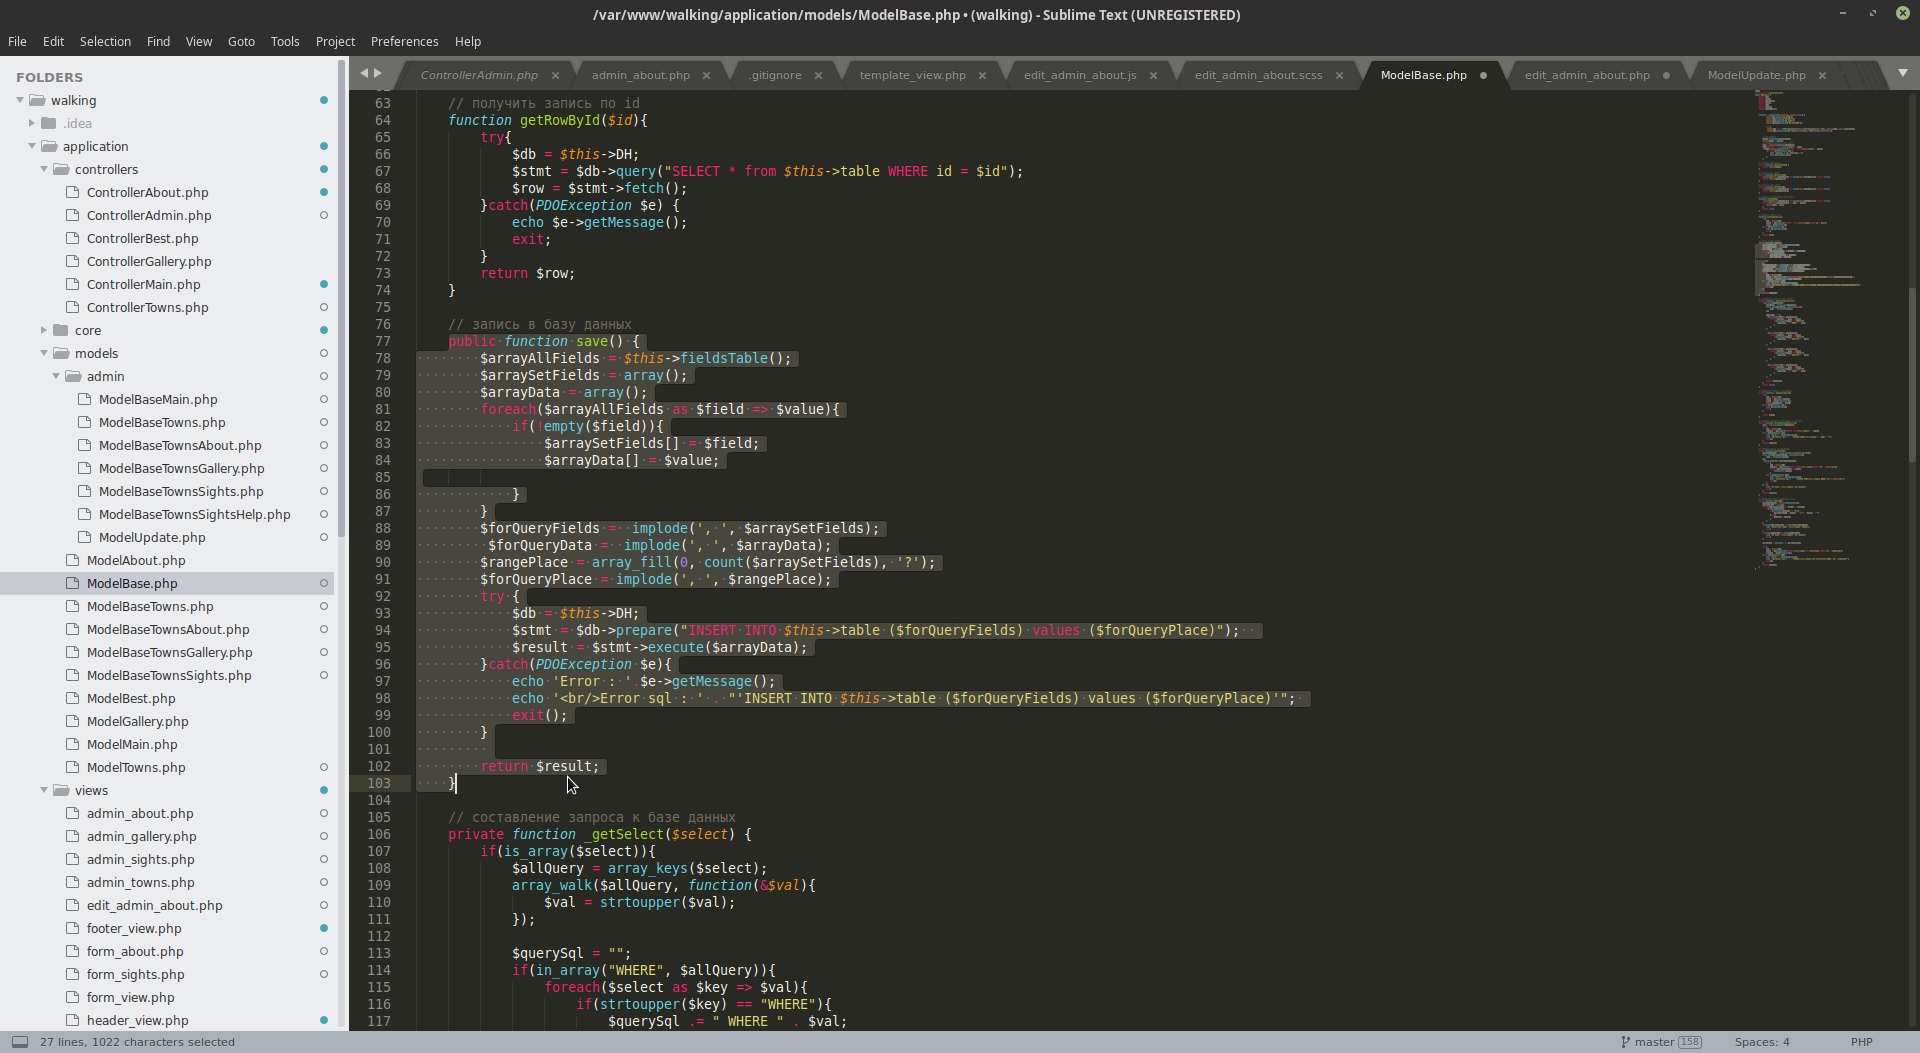 /var/www/walking/application/models/ModelBase.php • (walking) - Sublime Text (UNREGISTERED)
File Edit Selection Find View Goto Tools Project Preferences Help
FOLDERS
walking
.idea
application
controllers
ControllerAbout.php
ControllerAdmin.php
ControllerBest.php
ControllerGallery.php
ControllerMain.php
ControllerTowns.php
core
models
admin
ModelBaseMain.php
ModelBaseTowns.php
ModelBaseTownsAbout.php
ModelBaseTownsGallery.php
ModelBaseTownsSights.php
ModelBaseTownsSightsHelp.php
ModelUpdate.php
ModelAbout.php
ModelBase.php
ModelBaseTowns.php
ModelBaseTownsAbout.php
ModelBaseTownsGallery.php
ModelBaseTownsSights.php
ModelBest.php
ModelGallery.php
ModelMain.php
ModelTowns.php
views
admin_about.php
admin_gallery.php
admin_sights.php
admin_towns.php
edit_admin_about.php
footer_view.php
form_about.php
form_sights.php
form_view.php
header_view.php
ControllerAdmin.php admin_about.php .gitignore template_view.php edit_admin_about.js edit_admin_about.scss ModelBase.php edit_admin_about.php ModelUpdate.php
63 // получить запись по id
64 function getRowById($id){
65 try{
66 $db = $this->DH;
67 $stmt = $db->query("SELECT * from $this->table WHERE id = $id");
68 $row = $stmt->fetch();
69 }catch(PDOException $e) {
70 echo $e->getMessage();
71 exit;
72 }
73 return $row;
74 }
75
76 // запись в базу данных
77 public function save() {
78 $arrayAllFields = $this->fieldsTable();
79 $arraySetFields = array();
80 $arrayData = array();
81 foreach($arrayAllFields as $field => $value){
82 if(!empty($field)){
83 $arraySetFields[] = $field;
84 $arrayData[] = $value;
85
86 }
87 }
88 $forQueryFields =  implode(', ', $arraySetFields);
89 $forQueryData =  implode(', ', $arrayData);
90 $rangePlace = array_fill(0, count($arraySetFields), '?');
91 $forQueryPlace = implode(', ', $rangePlace);
92 try {
93 $db = $this->DH;
94 $stmt = $db->prepare("INSERT INTO $this->table ($forQueryFields) values ($forQueryPlace)");
95 $result = $stmt->execute($arrayData);
96 }catch(PDOException $e){
97 echo 'Error : '.$e->getMessage();
98 echo '<br/>Error sql : ' . "'INSERT INTO $this->table ($forQueryFields) values ($forQueryPlace)'";
99 exit();
100 }
101
102 return $result;
103 }
104
105 // составление запроса к базе данных
106 private function _getSelect($select) {
107 if(is_array($select)){
108 $allQuery = array_keys($select);
109 array_walk($allQuery, function(&$val){
110 $val = strtoupper($val);
111 });
112
113 $querySql = "";
114 if(in_array("WHERE", $allQuery)){
115 foreach($select as $key => $val){
116 if(strtoupper($key) == "WHERE"){
117 $querySql .= " WHERE " . $val;
27 lines, 1022 characters selected
master 158 Spaces: 4 PHP